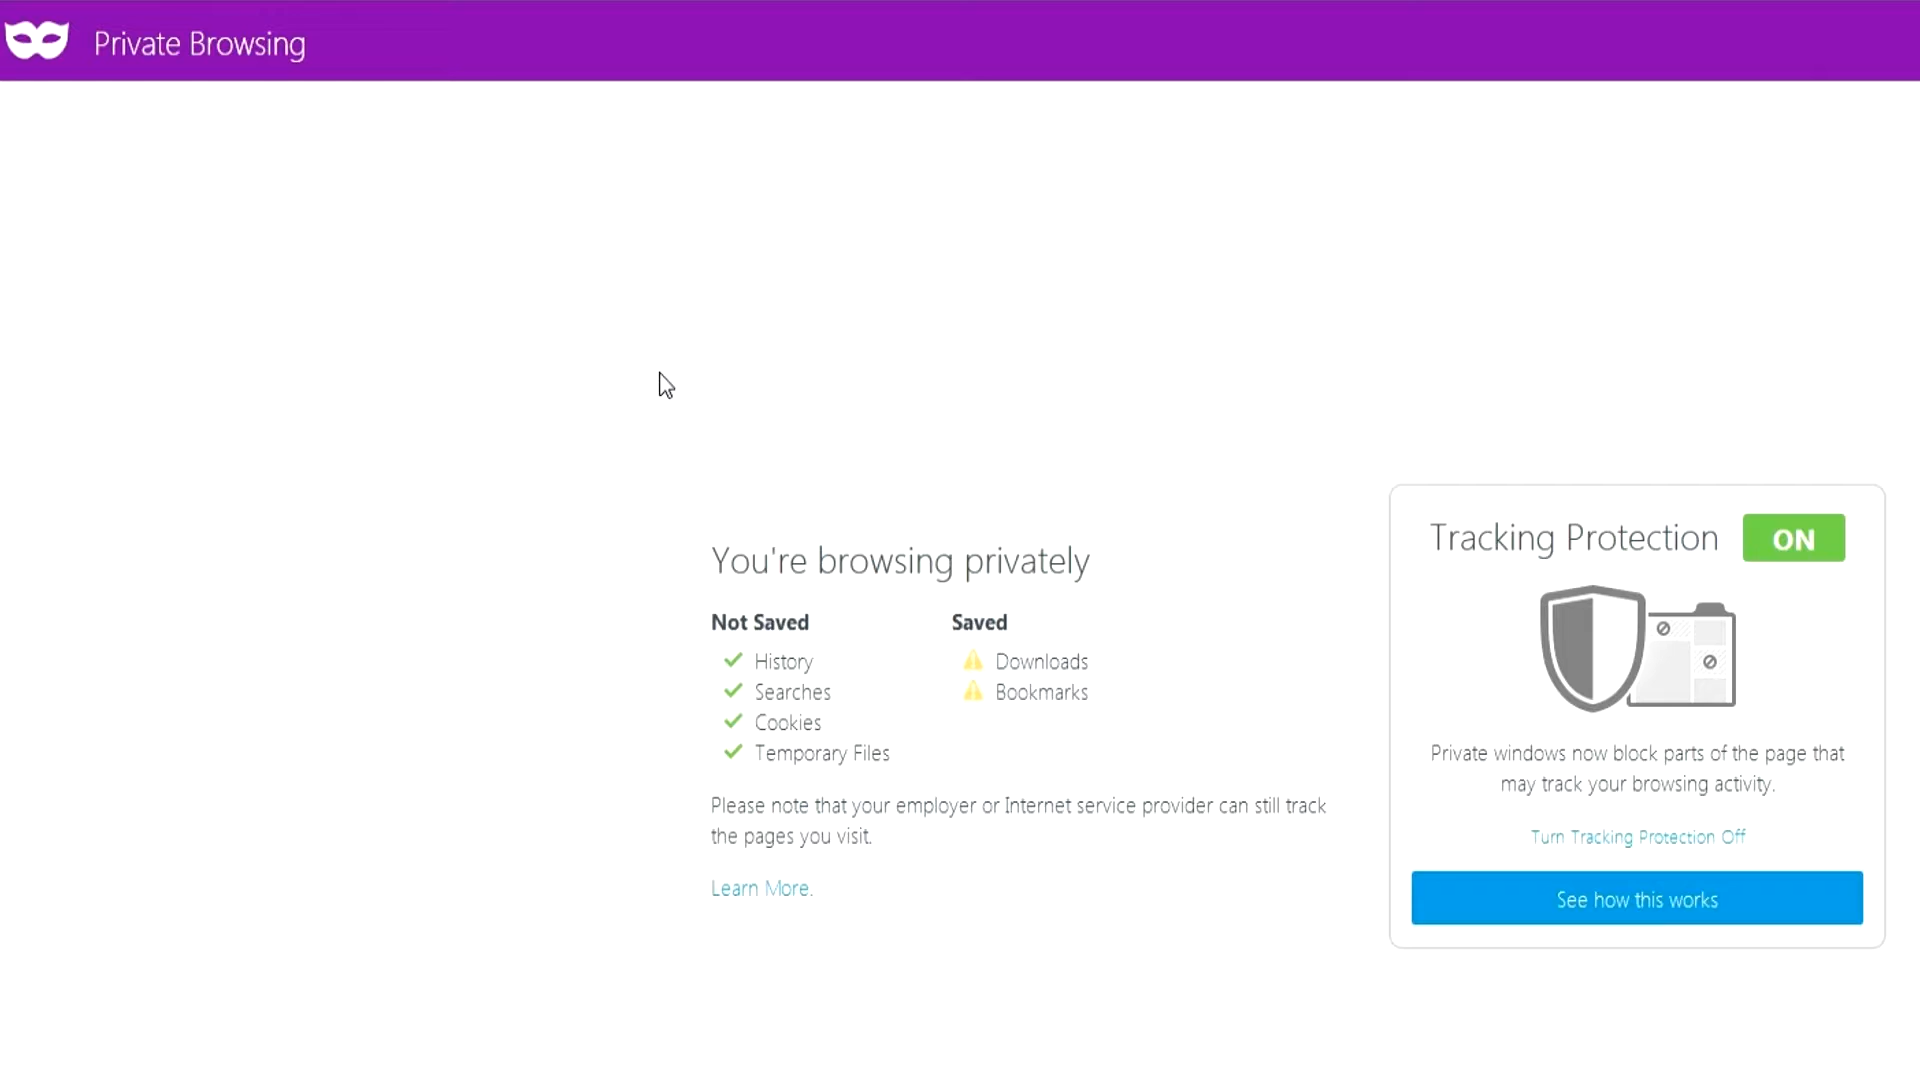 Private Browsing
You're browsing privately
Not Saved
History
Searches
Cookies
Temporary Files
Saved
Downloads
Bookmarks
Please note that your employer or Internet service provider can still track
the pages you visit.
Learn More.
Tracking Protection ON
Private windows now block parts of the page that
may track your browsing activity.
Turn Tracking Protection Off
See how this works